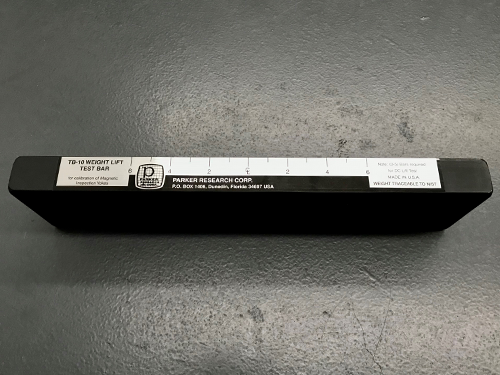 TB-10 WEIGHT LIFT
TEST BAR
for calibration of Magnetic
Inspection Yokes
6 4 2 1 2 4 6
P
PARKER
PARKER RESEARCH CORP.
P.O. BOX 1406, Dunedin, Florida 34697 USA
MADE IN U.S.A.
WEIGHT TRACEABLE TO NIST